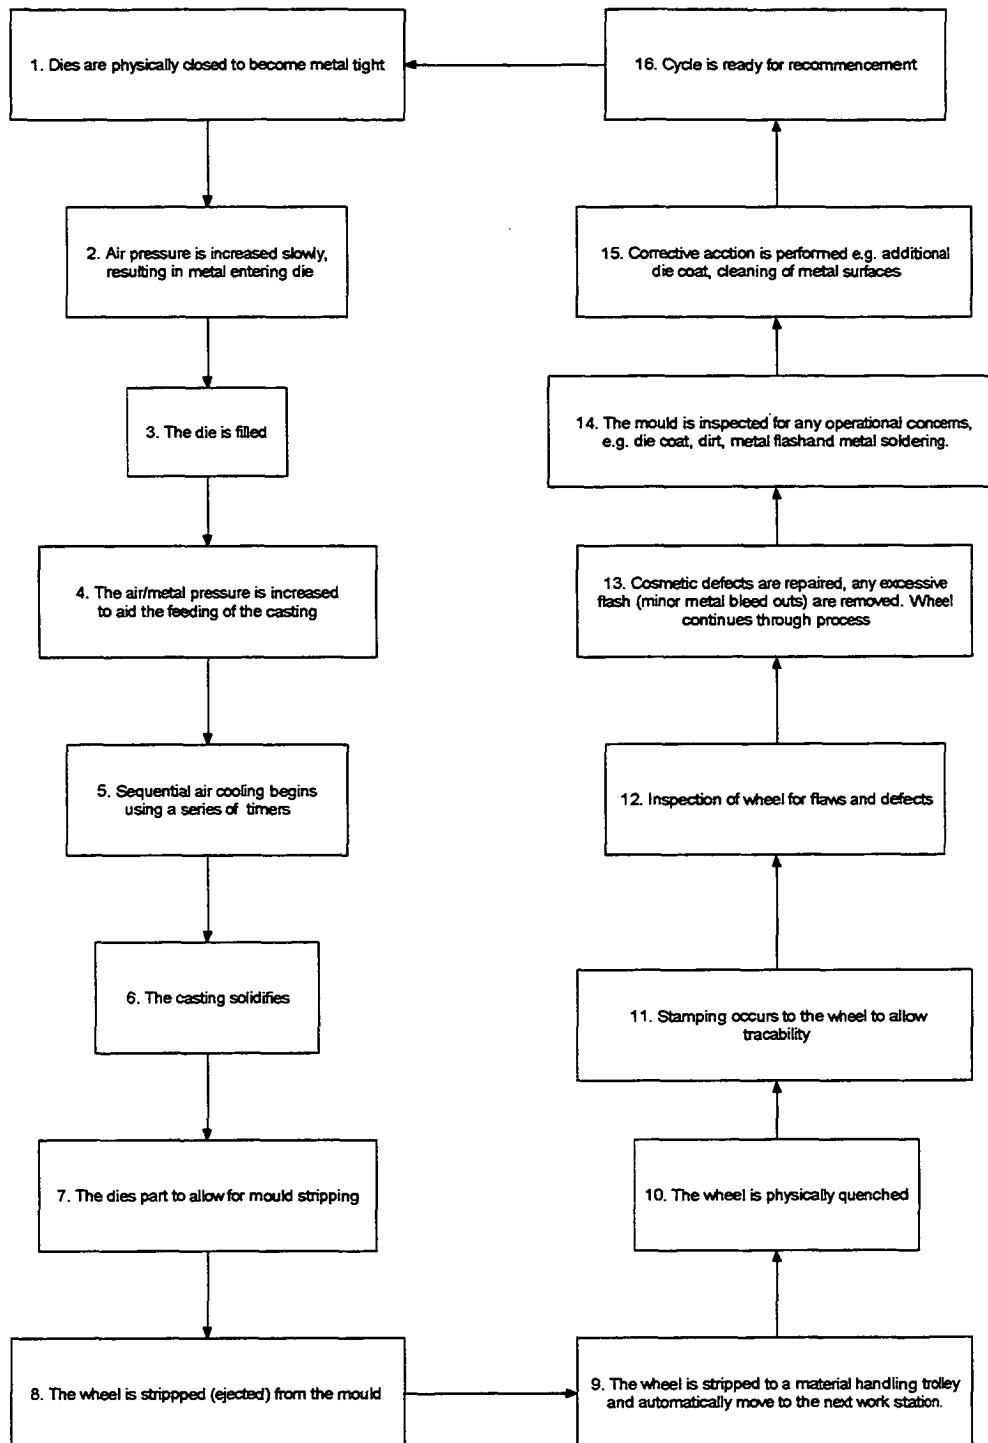 1. Dies are physically closed to become metal tight
2. Air pressure is increased slowly,
resulting in metal entering die
3. The die is filled
4. The air/metal pressure is increased
to aid the feeding of the casting
5. Sequential air cooling begins
using a series of timers
6. The casting solidifies
7. The dies part to allow for mould stripping
8. The wheel is strippped (ejected) from the mould
9. The wheel is stripped to a material handling trolley
and automatically move to the next work station.
10. The wheel is physically quenched
11. Stamping occurs to the wheel to allow
tracability
12. Inspection of wheel for flaws and defects
13. Cosmetic defects are repaired, any excessive
flash (minor metal bleed outs) are removed. Wheel
continues through process
14. The mould is inspected for any operational concerns,
e.g. die coat, dirt, metal flashand metal soldering.
15. Corrective acction is performed e.g. additional
die coat, cleaning of metal surfaces
16. Cycle is ready for recommencement